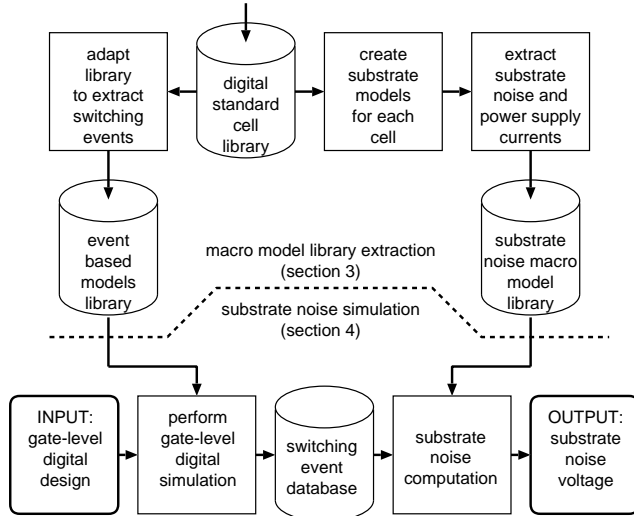 adapt
library
to extract
switching
events
digital
standard
cell
library
create
substrate
models
for each
cell
extract
substrate
noise and
power supply
currents
event
based
models
library
macro model library extraction
(section 3)
substrate noise simulation
(section 4)
substrate
noise macro
model
library
INPUT:
gate-level
digital
design
perform
gate-level
digital
simulation
switching
event
database
substrate
noise
computation
OUTPUT:
substrate
noise
voltage